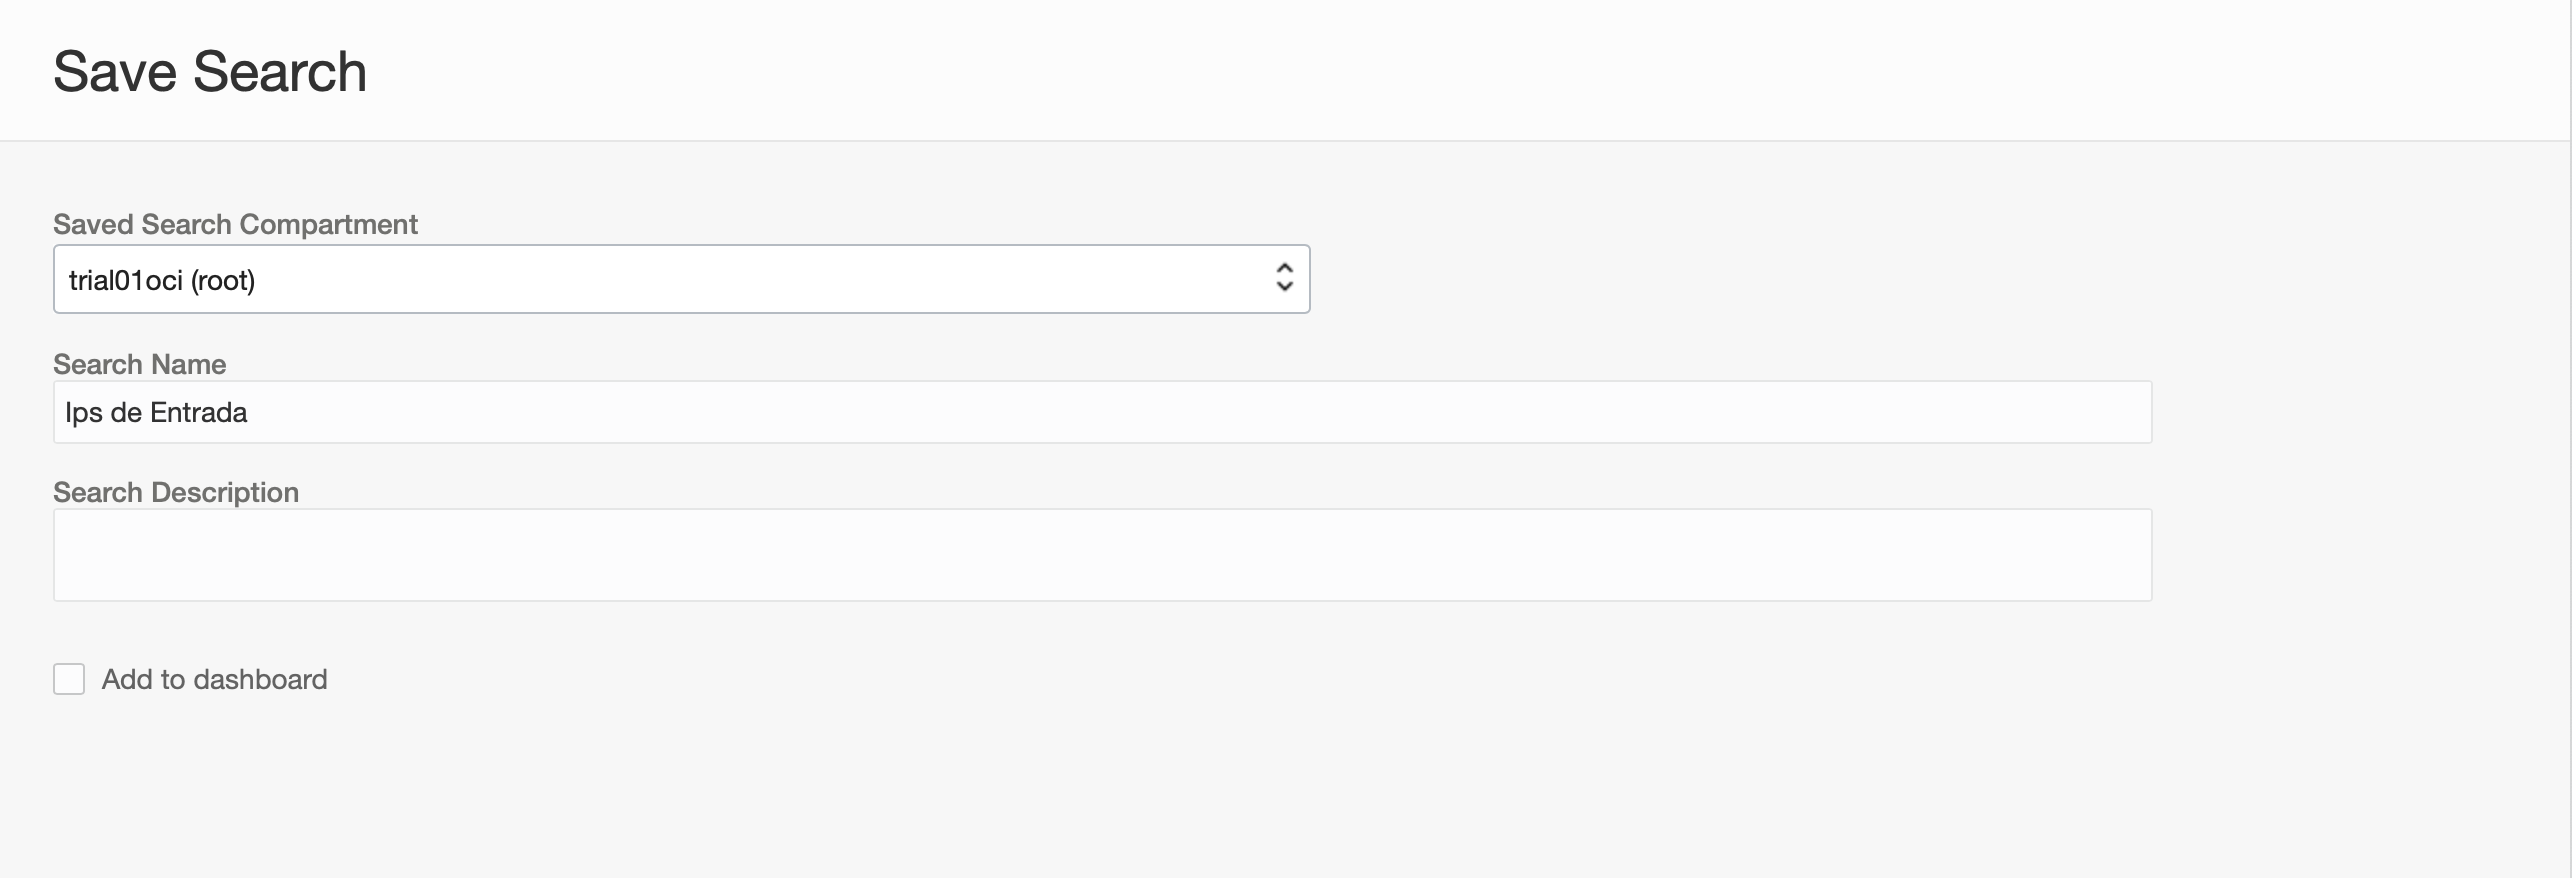 Save Search
Saved Search Compartment
trial01oci (root)
Search Name
Ips de Entrada
Search Description
Add to dashboard